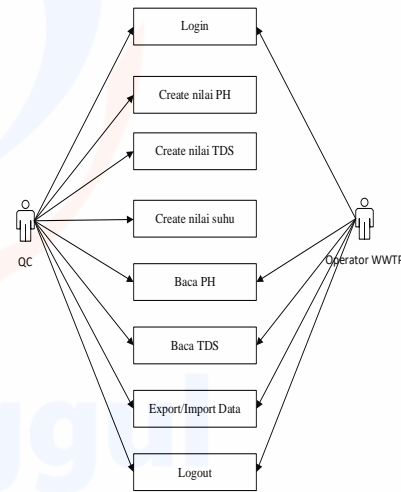 Login
Create nilai PH
Create nilai TDS
Create nilai suhu
QC
Operator WWTP
Baca PH
Baca TDS
Export/Import Data
Logout
nggul